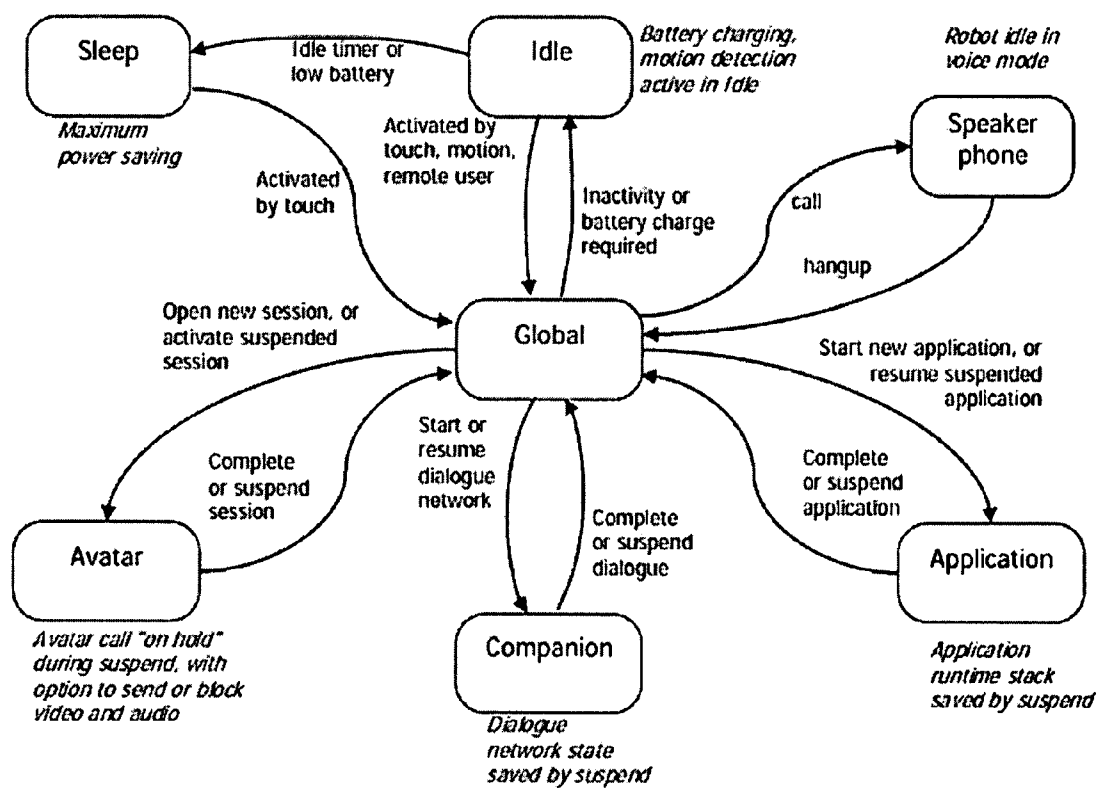 Sleep
Idle timer or
low battery
Idle
Battery charging,
motion detection
active in Idle
Robot idle in
voice mode
Speaker
phone
Maximum
power saving
Activated
by touch
Activated by
touch, motion,
remote user
Inactivity or
battery charge
required
call
hangup
Open new session, or
activate suspended
session
Global
Start new application, or
resume suspended
application
Start or
resume
dialogue
network
Complete
or suspend
session
Complete
or suspend
dialogue
Complete
or suspend
application
Avatar
Avatar call "on hold"
during suspend, with
option to send or block
video and audio
Companion
Dialogue
network state
saved by suspend
Application
Application
runtime stack
saved by suspend